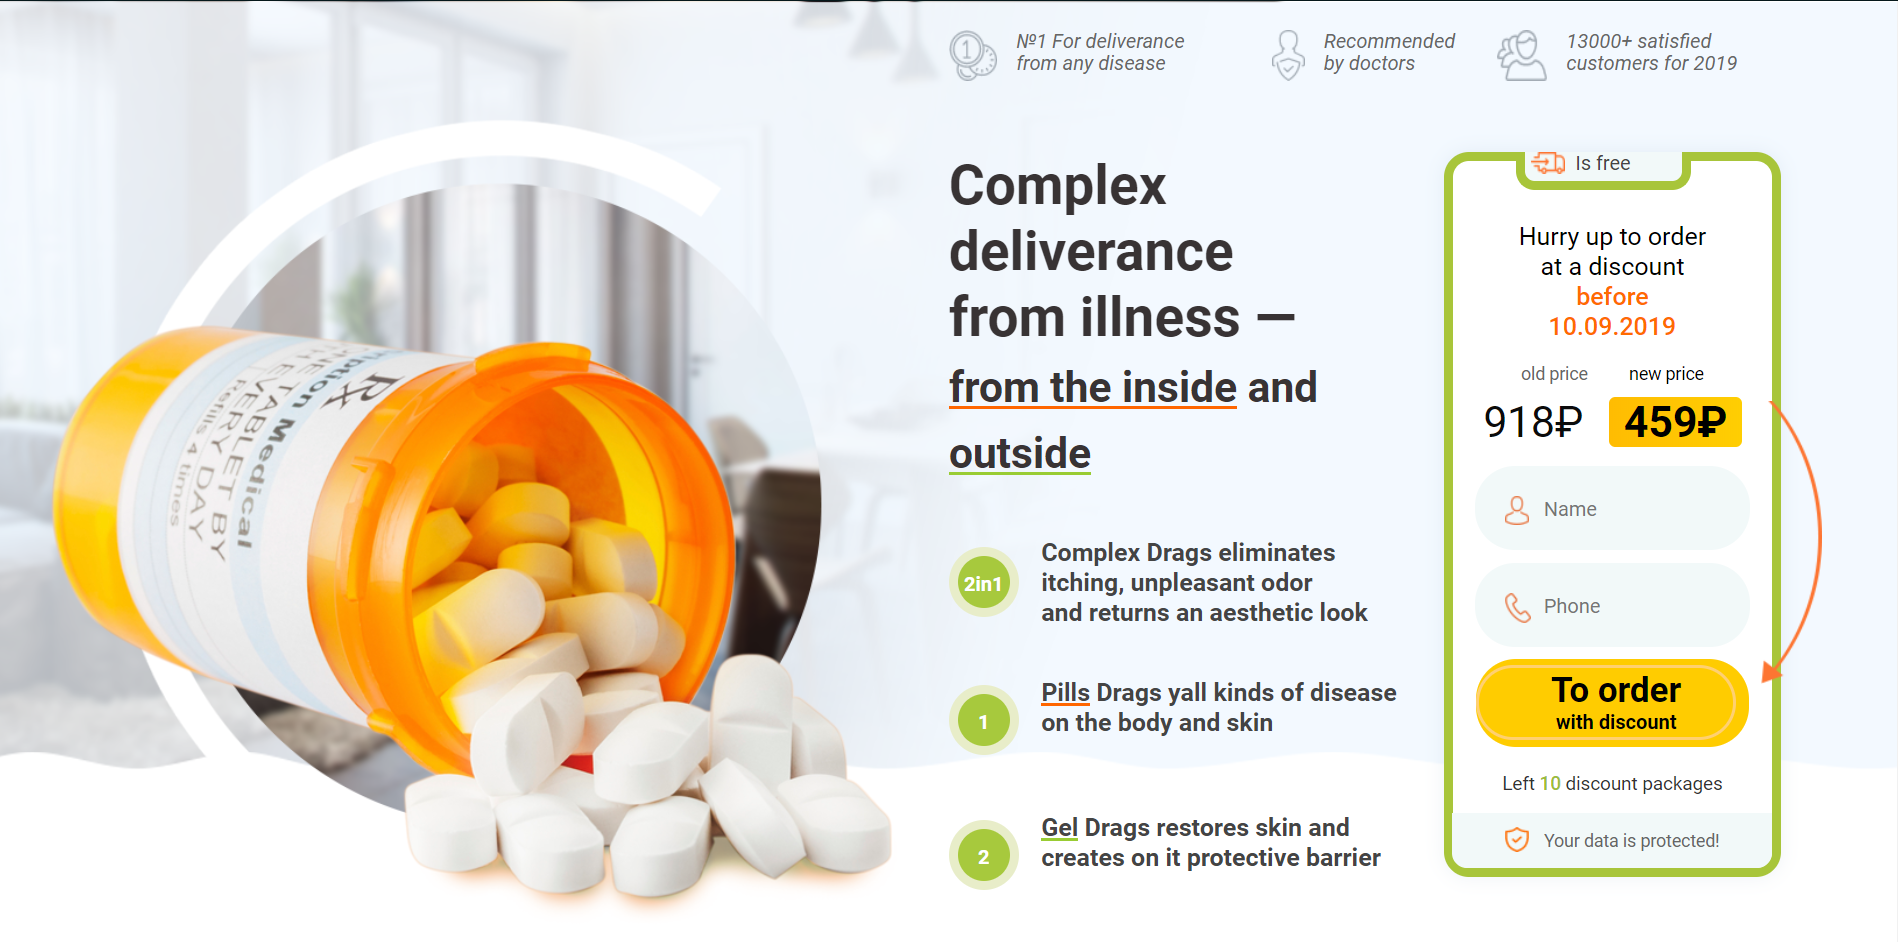 №1 For deliverance
from any disease
Recommended
by doctors
13000+ satisfied
customers for 2019
Complex
deliverance
from illness —
from the inside and
outside
2in1
Complex Drags eliminates
itching, unpleasant odor
and returns an aesthetic look
1
Pills Drags yall kinds of disease
on the body and skin
2
Gel Drags restores skin and
creates on it protective barrier
Is free
Hurry up to order
at a discount
before
10.09.2019
old price
new price
918₽
459₽
Name
Phone
To order
with discount
Left 10 discount packages
Your data is protected!
Rx
ription Medical
NE TABLET BY
EVERY DAY
Refills 4 times
1